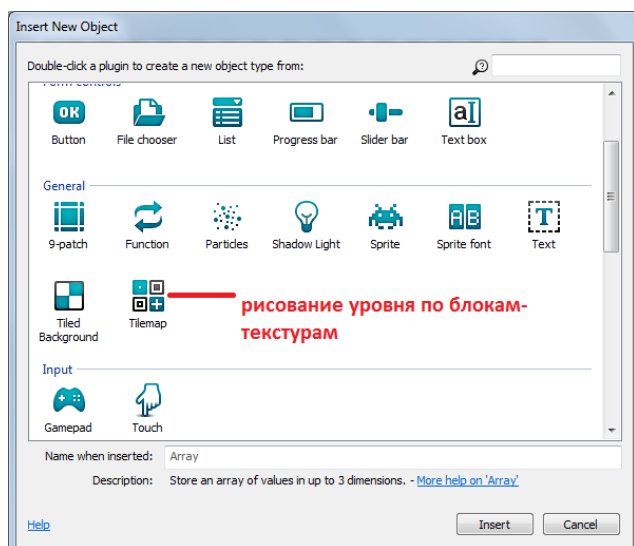 Insert New Object
Double-click a plugin to create a new object type from:
Form controls
OK
aI
Button File chooser List Progress bar Slider bar Text box
General
AB
T
9-patch Function Particles Shadow Light Sprite Sprite font Text
рисование уровня по блокам-
текстурам
Tiled
Background
Tilemap
Input
Gamepad Touch
Name when inserted: Array
Description: Store an array of values in up to 3 dimensions. - More help on 'Array'
Help Insert Cancel